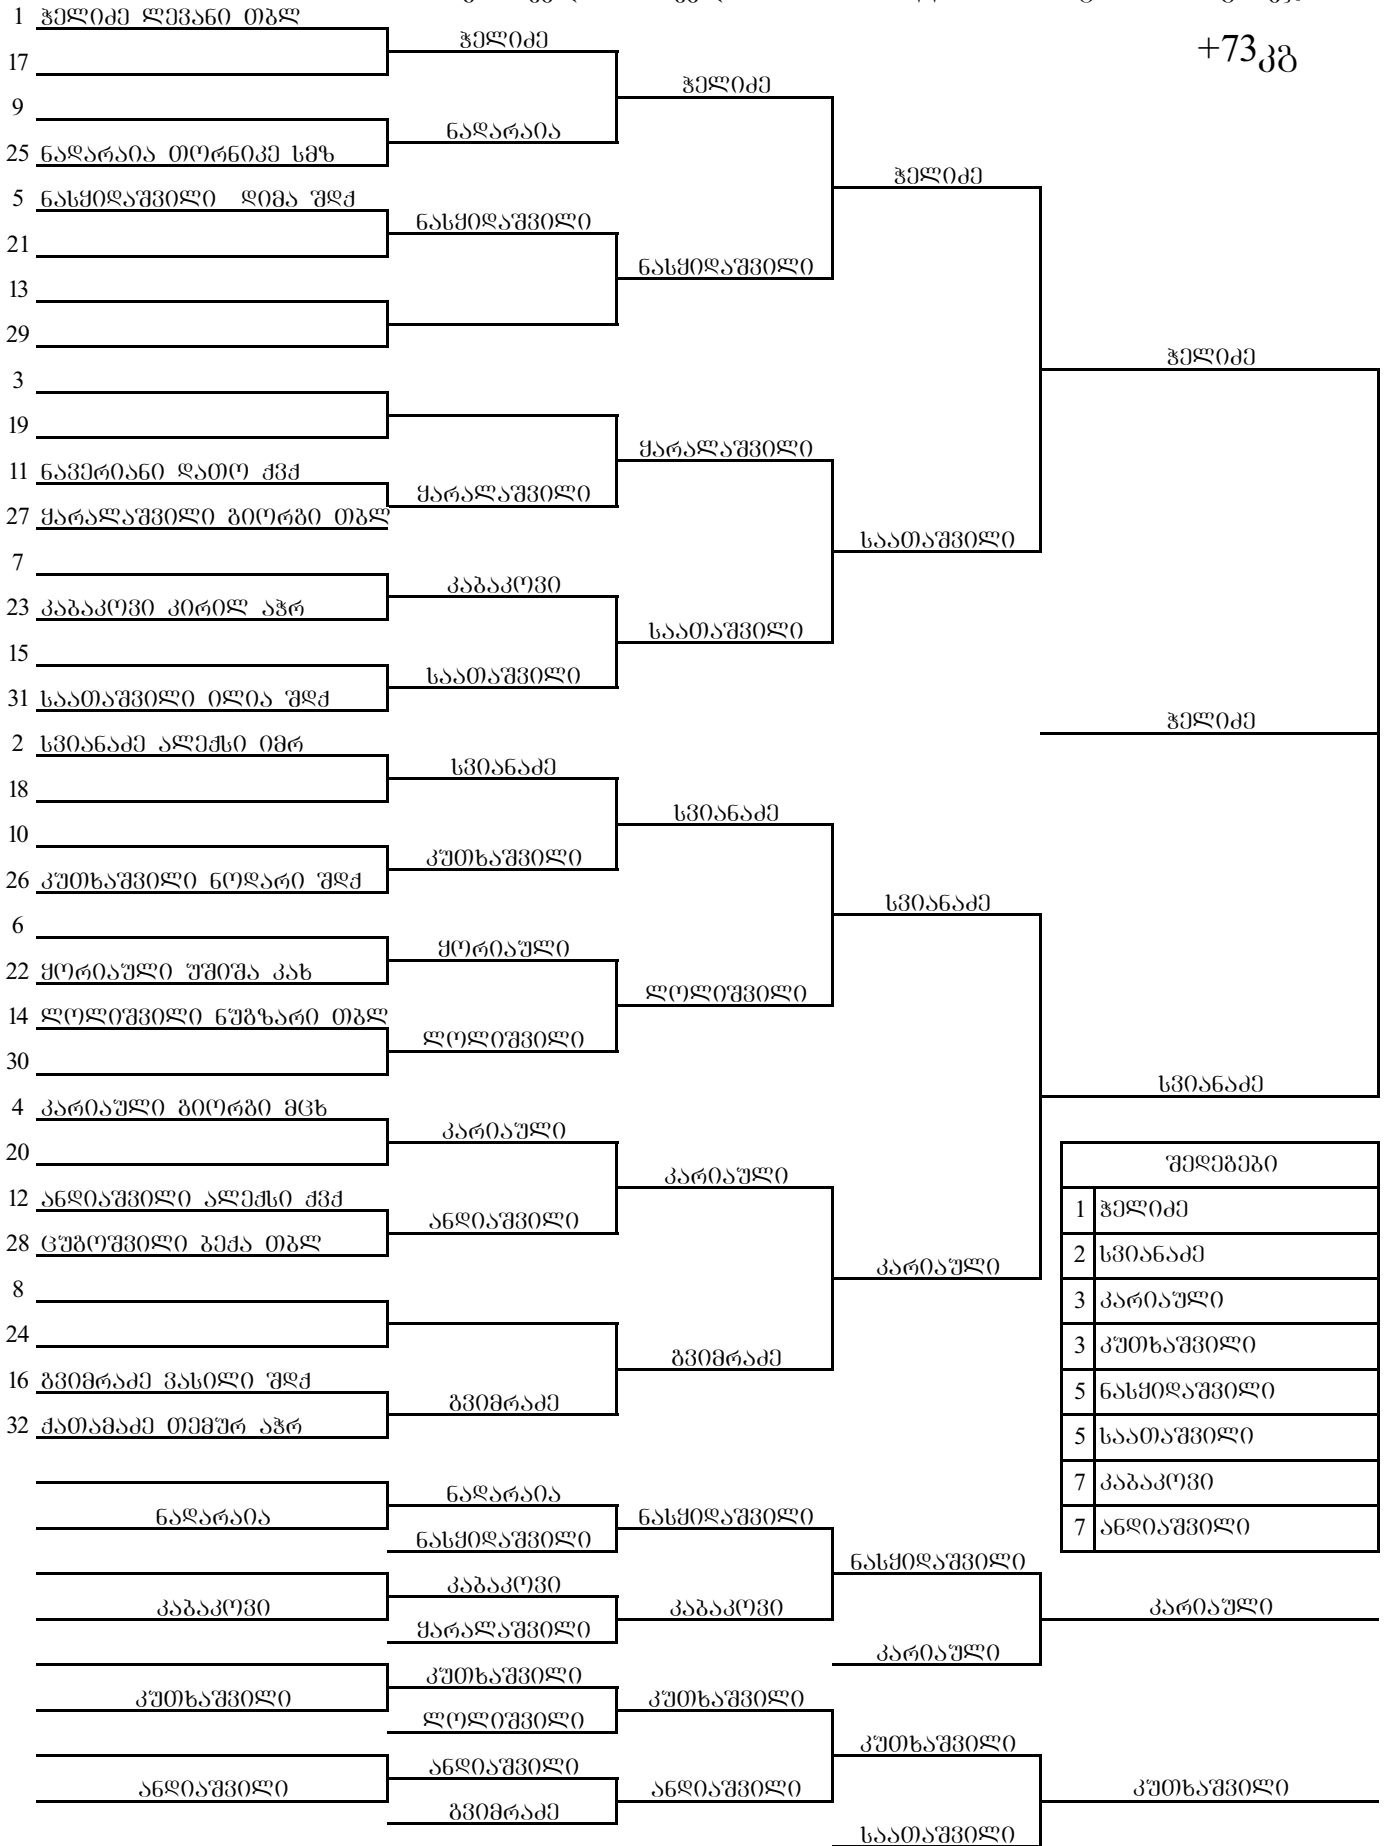 1 ჭელიძე ლევანი თბლ
ჭელიძე
+73კგ
17
ჭელიძე
9
ნადარაია
25 ნადარაია თორნიკე სმზ
ჭელიძე
5 ნასყიდაშვილი დიმა შდქ
ნასყიდაშვილი
21
ნასყიდაშვილი
13
29
ჭელიძე
3
19
ყარალაშვილი
11 ნავერიანი დათო ქვქ
ყარალაშვილი
27 ყარალაშვილი გიორგი თბლ
საათაშვილი
7
კაბაკოვი
23 კაბაკოვი კირილ აჭრ
საათაშვილი
15
საათაშვილი
31 საათაშვილი ილია შდქ
ჭელიძე
2 სვიანაძე ალექსი იმრ
სვიანაძე
18
სვიანაძე
10
კუთხაშვილი
26 კუთხაშვილი ნოდარი შდქ
სვიანაძე
6
ყორიაული
22 ყორიაული უშიშა კახ
ლოლიშვილი
14 ლოლიშვილი ნუგზარი თბლ
ლოლიშვილი
30
სვიანაძე
4 კარიაული გიორგი მცხ
კარიაული
20
შედეგები
კარიაული
12 ანდიაშვილი ალექსი ქვქ
1 ჭელიძე
ანდიაშვილი
28 ცუგოშვილი ბექა თბლ
2 სვიანაძე
კარიაული
8
3 კარიაული
24
3 კუთხაშვილი
გვიმრაძე
16 გვიმრაძე ვასილი შდქ
5 ნასყიდაშვილი
გვიმრაძე
32 ქათამაძე თემურ აჭრ
5 საათაშვილი
7 კაბაკოვი
ნადარაია
ნადარაია
ნასყიდაშვილი
7 ანდიაშვილი
ნასყიდაშვილი
ნასყიდაშვილი
კაბაკოვი
კაბაკოვი
კაბაკოვი
კარიაული
ყარალაშვილი
კარიაული
კუთხაშვილი
კუთხაშვილი
კუთხაშვილი
ლოლიშვილი
კუთხაშვილი
ანდიაშვილი
ანდიაშვილი
ანდიაშვილი
კუთხაშვილი
გვიმრაძე
საათაშვილი